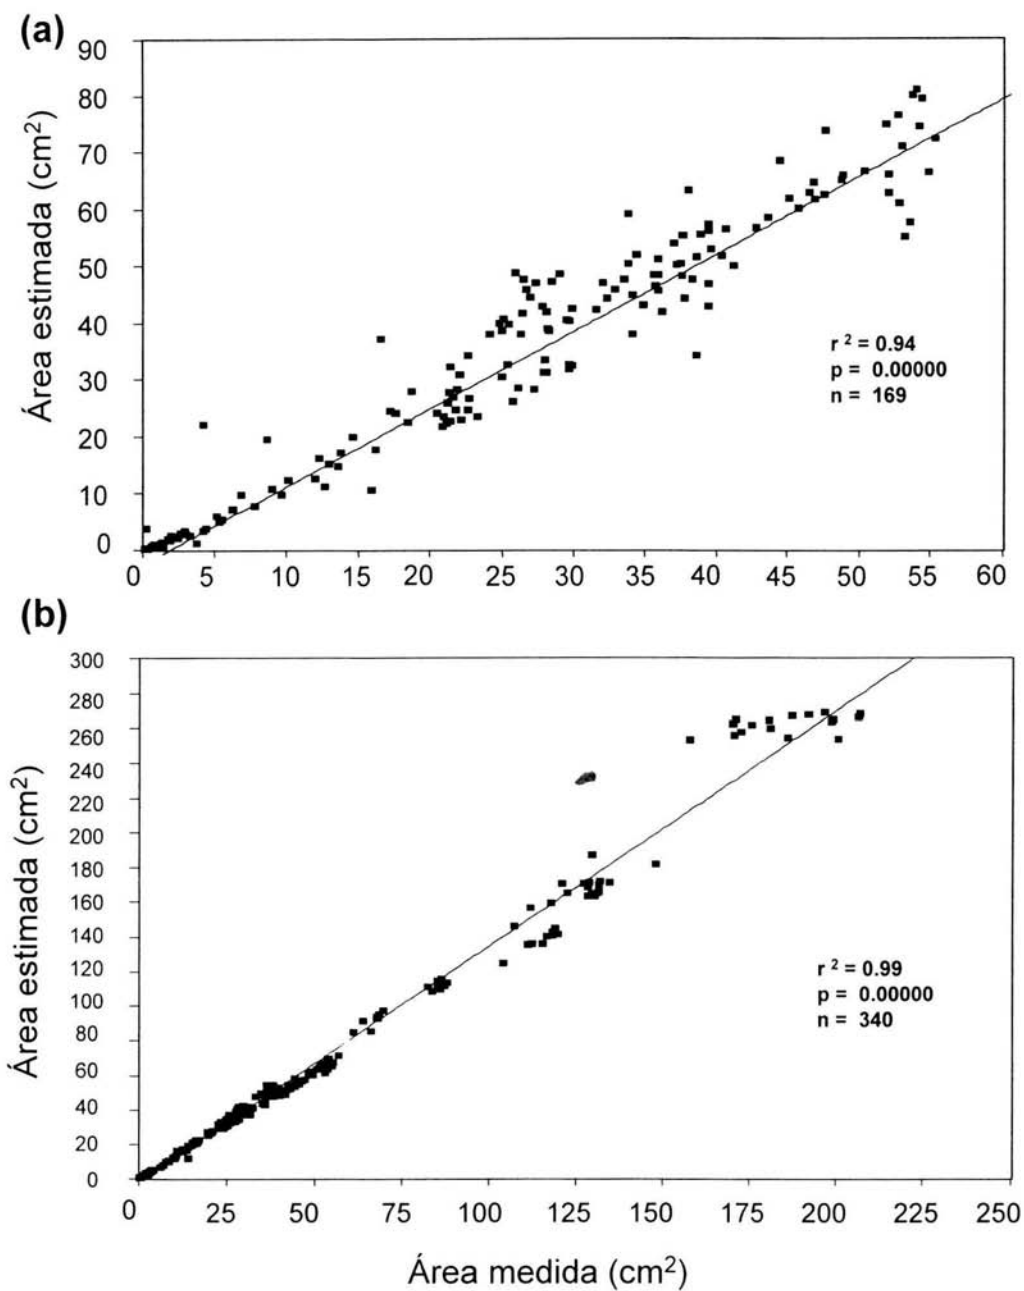 (a)
Área estimada (cm²)
90
80
70
60
50
40
30
20
10
0
r ² = 0.94
p = 0.00000
n = 169
0 5 10 15 20 25 30 35 40 45 50 55 60
(b)
Área estimada (cm²)
300
280
260
240
220
200
180
160
140
120
100
80
60
40
20
0
r ² = 0.99
p = 0.00000
n = 340
0 25 50 75 100 125 150 175 200 225 250
Área medida (cm²)